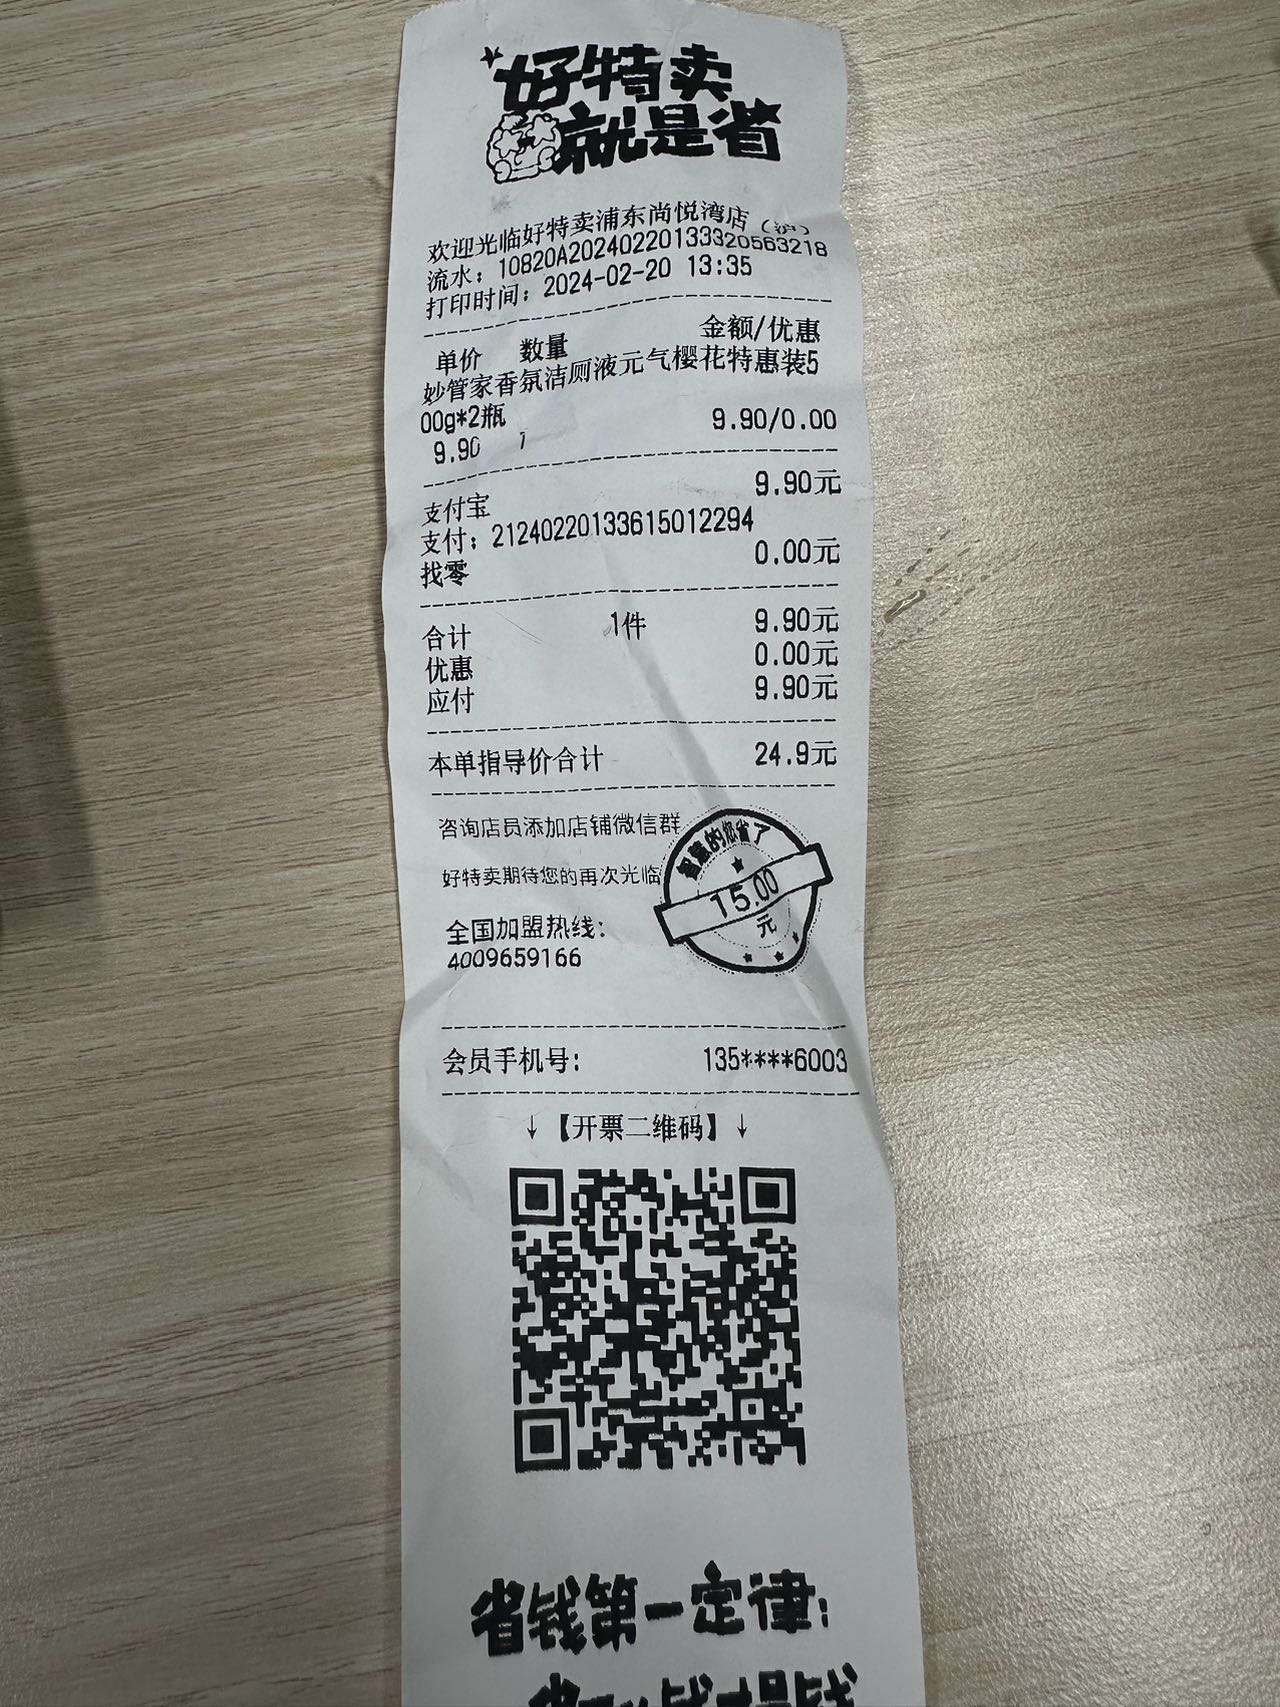 好特卖
就是省
欢迎光临好特卖浦东尚悦湾店（沪）
流水：10820A20240220133320563218
打印时间：2024-02-20 13:35
单价 数量 金额/优惠
妙管家香氛洁厕液元气樱花特惠装5
00g*2瓶
9.90 1 9.90/0.00
支付宝 9.90元
支付：21240220133615012294
找零 0.00元
合计 1件 9.90元
优惠 0.00元
应付 9.90元
本单指导价合计 24.9元
咨询店员添加店铺微信群
好特卖期待您的再次光临
智慧的您省了
15.00
元
全国加盟热线：
4009659166
会员手机号： 135****6003
↓【开票二维码】↓
省钱第一定律：